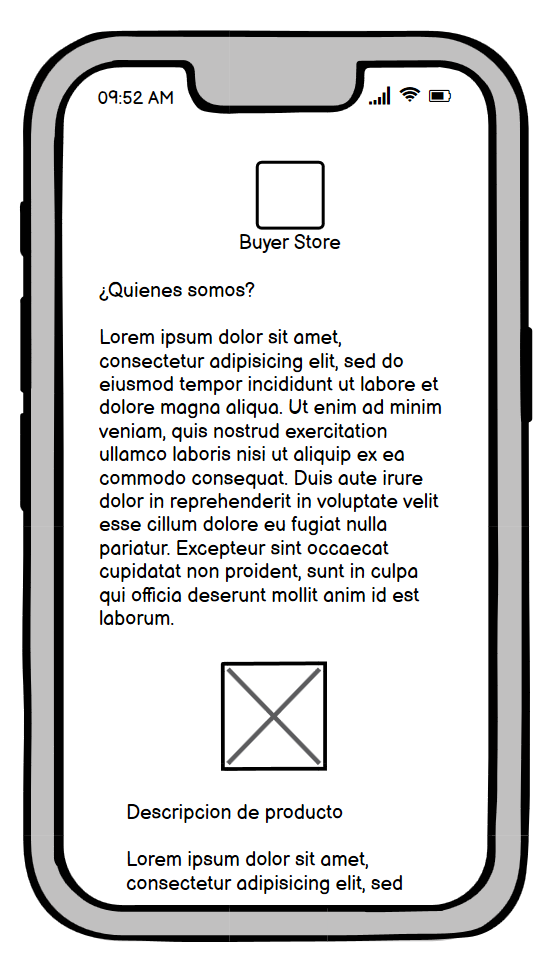 09:52 AM
Buyer Store
¿Quienes somos?
Lorem ipsum dolor sit amet,
consectetur adipisicing elit, sed do
eiusmod tempor incididunt ut labore et
dolore magna aliqua. Ut enim ad minim
veniam, quis nostrud exercitation
ullamco laboris nisi ut aliquip ex ea
commodo consequat. Duis aute irure
dolor in reprehenderit in voluptate velit
esse cillum dolore eu fugiat nulla
pariatur. Excepteur sint occaecat
cupidatat non proident, sunt in culpa
qui officia deserunt mollit anim id est
laborum.
Descripcion de producto
Lorem ipsum dolor sit amet,
consectetur adipisicing elit, sed